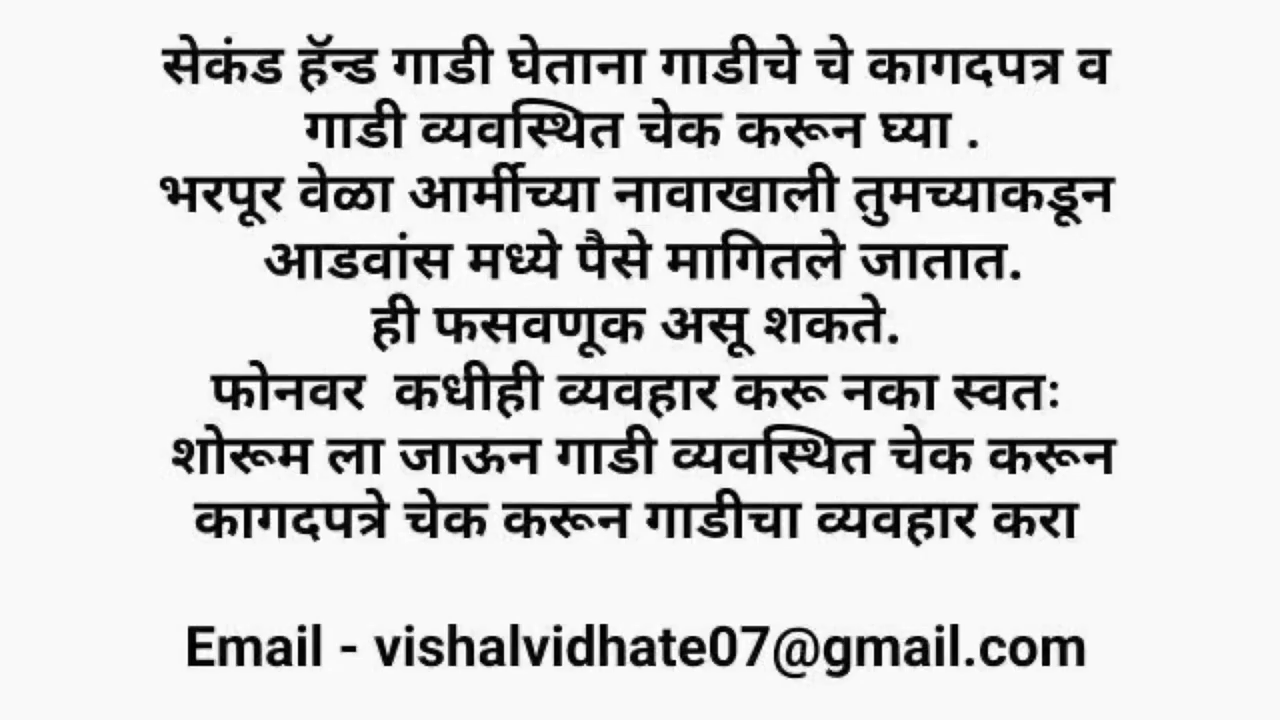 सेकंड हॅन्ड गाडी घेताना गाडीचे चे कागदपत्र व
गाडी व्यवस्थित चेक करून घ्या .
भरपूर वेळा आर्मीच्या नावाखाली तुमच्याकडून
आडवांस मध्ये पैसे मागितले जातात.
ही फसवणूक असू शकते.
फोनवर कधीही व्यवहार करू नका स्वतः
शोरूम ला जाऊन गाडी व्यवस्थित चेक करून
कागदपत्रे चेक करून गाडीचा व्यवहार करा
Email - vishalvidhate07@gmail.com